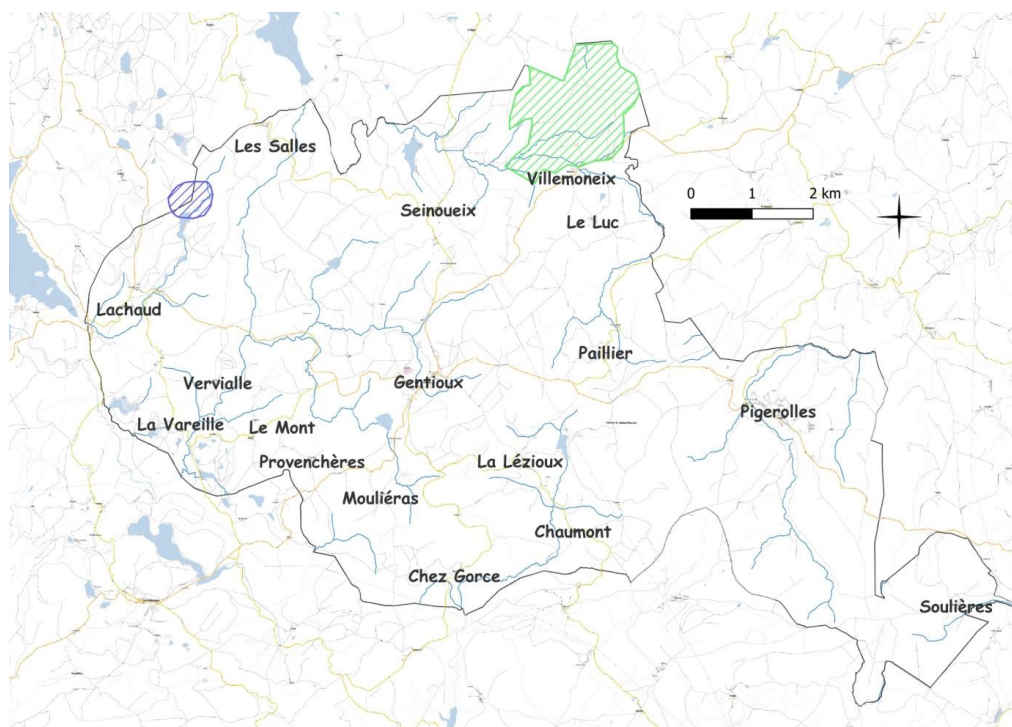 Les Salles
Villemoneix
0 1 2 km
Seinoueix
Le Luc
Lachaud
Paillier
Vervialle
Gentioux
Pigerolles
La Vareille
Le Mont
Provenchères
La Lézioux
Mouliéras
Chaumont
Chez Gorce
Soulières